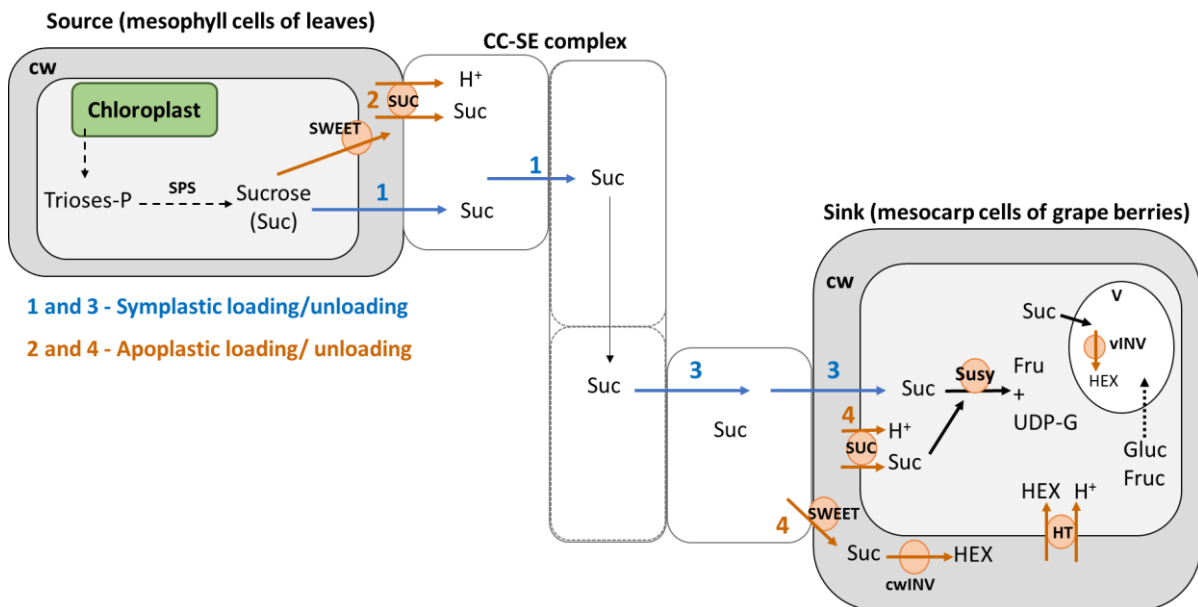 Source (mesophyll cells of leaves)
CC-SE complex
cw
Chloroplast
H+
2
SUC
Suc
SWEET
1
Suc
Trioses-P
SPS
Sucrose
(Suc)
1
Suc
Sink (mesocarp cells of grape berries)
cw
1 and 3 - Symplastic loading/unloading
2 and 4 - Apoplastic loading/ unloading
V
Suc
vINV
HEX
Suc
3
3
Suc
Susy
Fru
+
UDP-G
Suc
4
H+
SUC
Suc
Gluc
Fruc
HEX
H+
HT
4
SWEET
Suc
HEX
cwINV